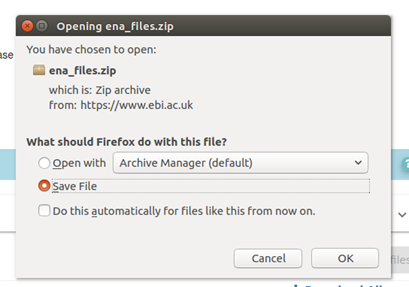 Opening ena_files.zip
You have chosen to open:
ena_files.zip
which is: Zip archive
from: https://www.ebi.ac.uk
What should Firefox do with this file?
Open with
Archive Manager (default)
Save File
Do this automatically for files like this from now on.
Cancel
OK
files